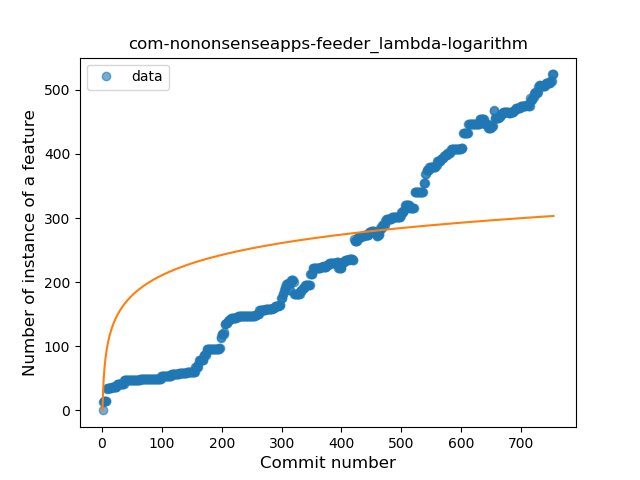 com-nononsenseapps-feeder_lambda-logarithm
data
Number of instance of a feature
500
400
300
200
100
0
0 100 200 300 400 500 600 700
Commit number